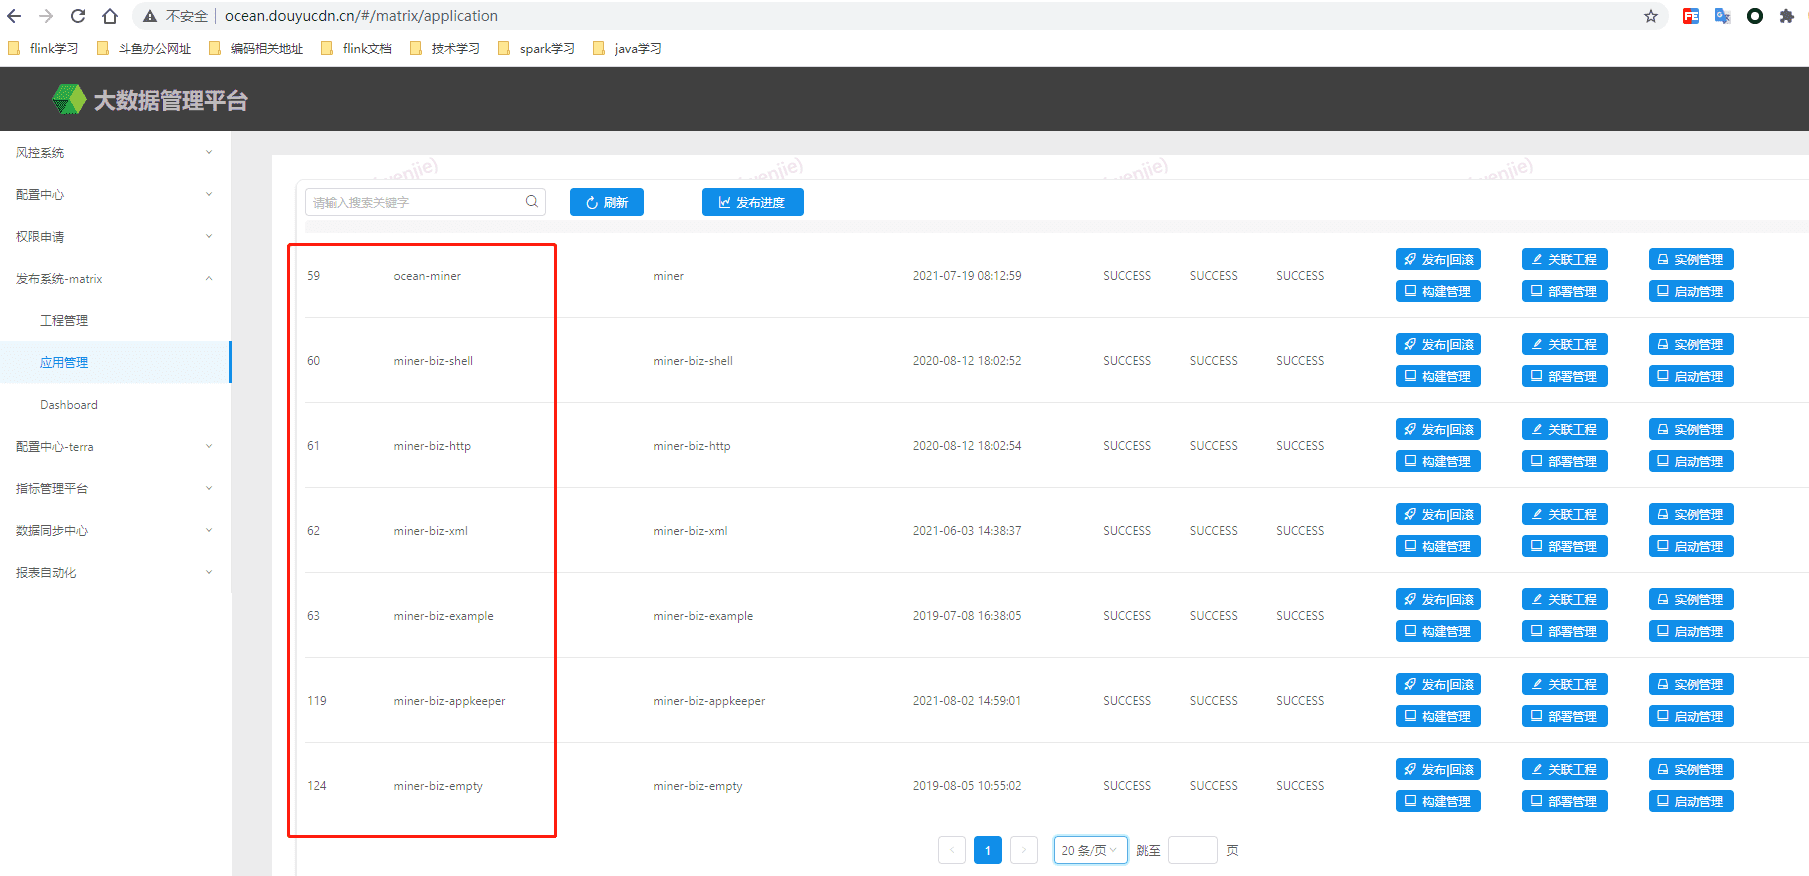 不安全 ocean.douyucdn.cn/#/matrix/application
flink学习 斗鱼办公网址 编码相关地址 flink文档 技术学习 spark学习 java学习
大数据管理平台
风控系统
配置中心
权限申请
发布系统-matrix
工程管理
应用管理
Dashboard
配置中心-terra
指标管理平台
数据同步中心
报表自动化
请输入搜索关键字 刷新 发布进度
59 ocean-miner miner 2021-07-19 08:12:59 SUCCESS SUCCESS SUCCESS
发布|回滚 关联工程 实例管理
构建管理 部署管理 启动管理
60 miner-biz-shell miner-biz-shell 2020-08-12 18:02:52 SUCCESS SUCCESS SUCCESS
发布|回滚 关联工程 实例管理
构建管理 部署管理 启动管理
61 miner-biz-http miner-biz-http 2020-08-12 18:02:54 SUCCESS SUCCESS SUCCESS
发布|回滚 关联工程 实例管理
构建管理 部署管理 启动管理
62 miner-biz-xml miner-biz-xml 2021-06-03 14:38:37 SUCCESS SUCCESS SUCCESS
发布|回滚 关联工程 实例管理
构建管理 部署管理 启动管理
63 miner-biz-example miner-biz-example 2019-07-08 16:38:05 SUCCESS SUCCESS SUCCESS
发布|回滚 关联工程 实例管理
构建管理 部署管理 启动管理
119 miner-biz-appkeeper miner-biz-appkeeper 2021-08-02 14:59:01 SUCCESS SUCCESS SUCCESS
发布|回滚 关联工程 实例管理
构建管理 部署管理 启动管理
124 miner-biz-empty miner-biz-empty 2019-08-05 10:55:02 SUCCESS SUCCESS SUCCESS
发布|回滚 关联工程 实例管理
构建管理 部署管理 启动管理
1 20 条/页 跳至 页